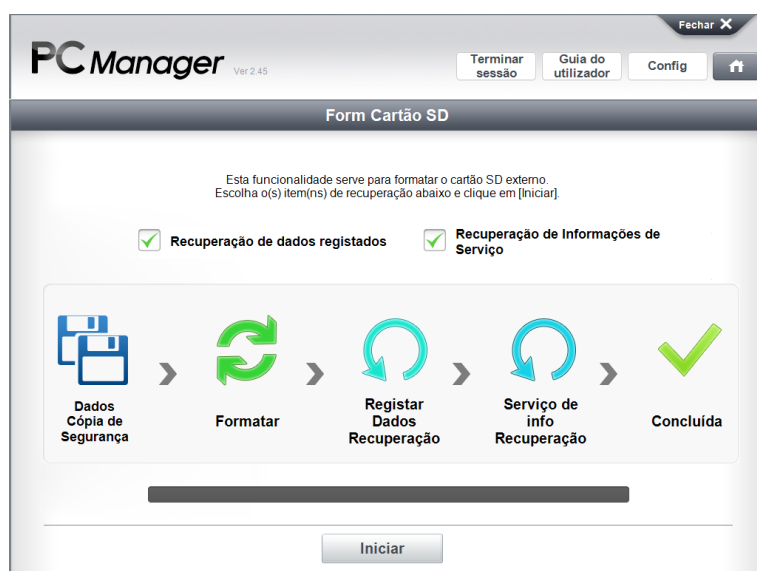 Fechar X
PC Manager Ver 2.45
Terminar sessão
Guia do utilizador
Config
Form Cartão SD
Esta funcionalidade serve para formatar o cartão SD externo.
Escolha o(s) item(ns) de recuperação abaixo e clique em [Iniciar].
Recuperação de dados registados
Recuperação de Informações de
Serviço
Dados
Cópia de
Segurança
Formatar
Registar
Dados
Recuperação
Serviço de
info
Recuperação
Concluída
Iniciar